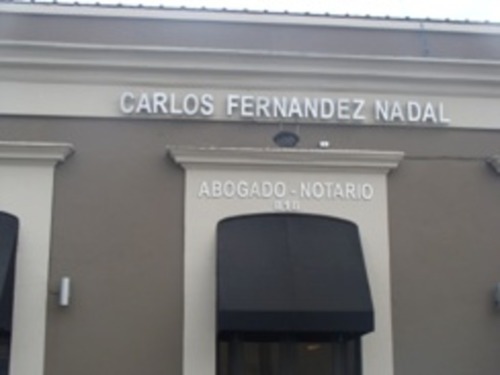 CARLOS FERNANDEZ NADAL
ABOGADO - NOTARIO